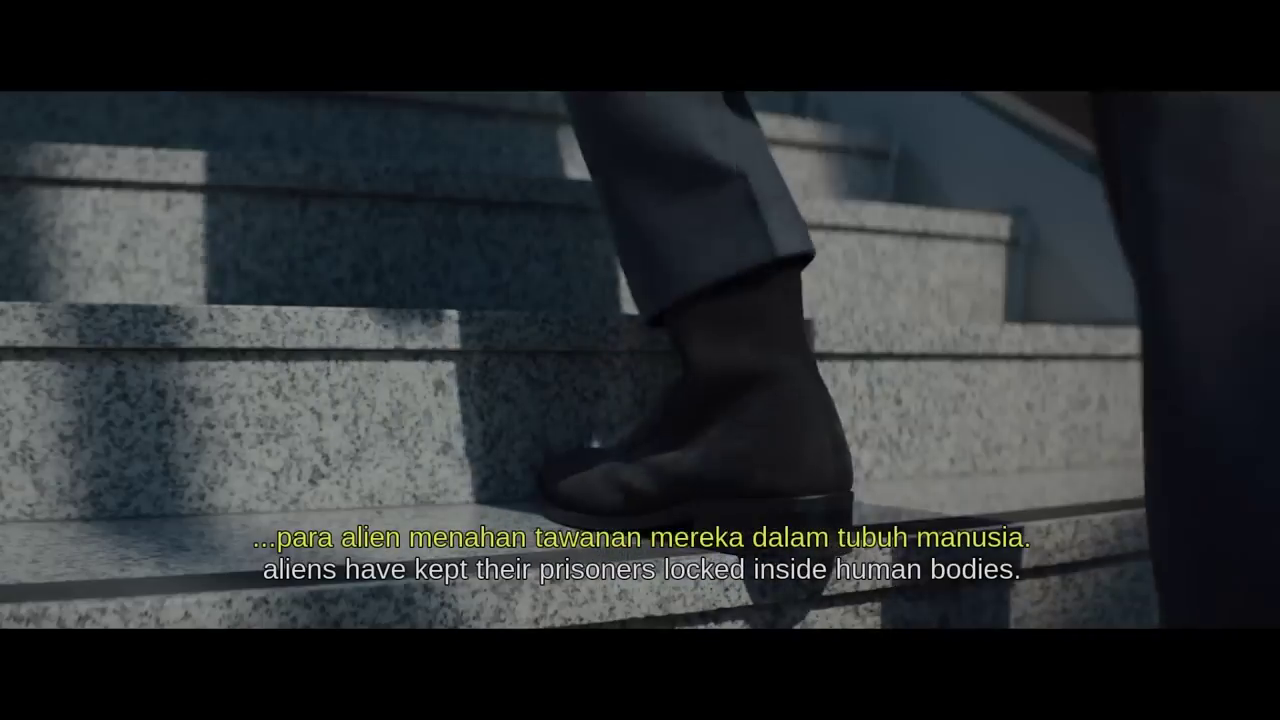 ...para alien menahan tawanan mereka dalam tubuh manusia.
aliens have kept their prisoners locked inside human bodies.